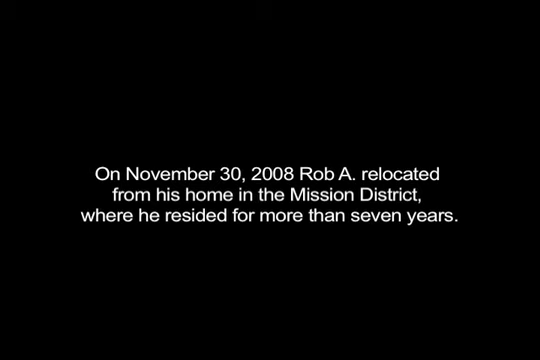 On November 30, 2008 Rob A. relocated
from his home in the Mission District,
where he resided for more than seven years.